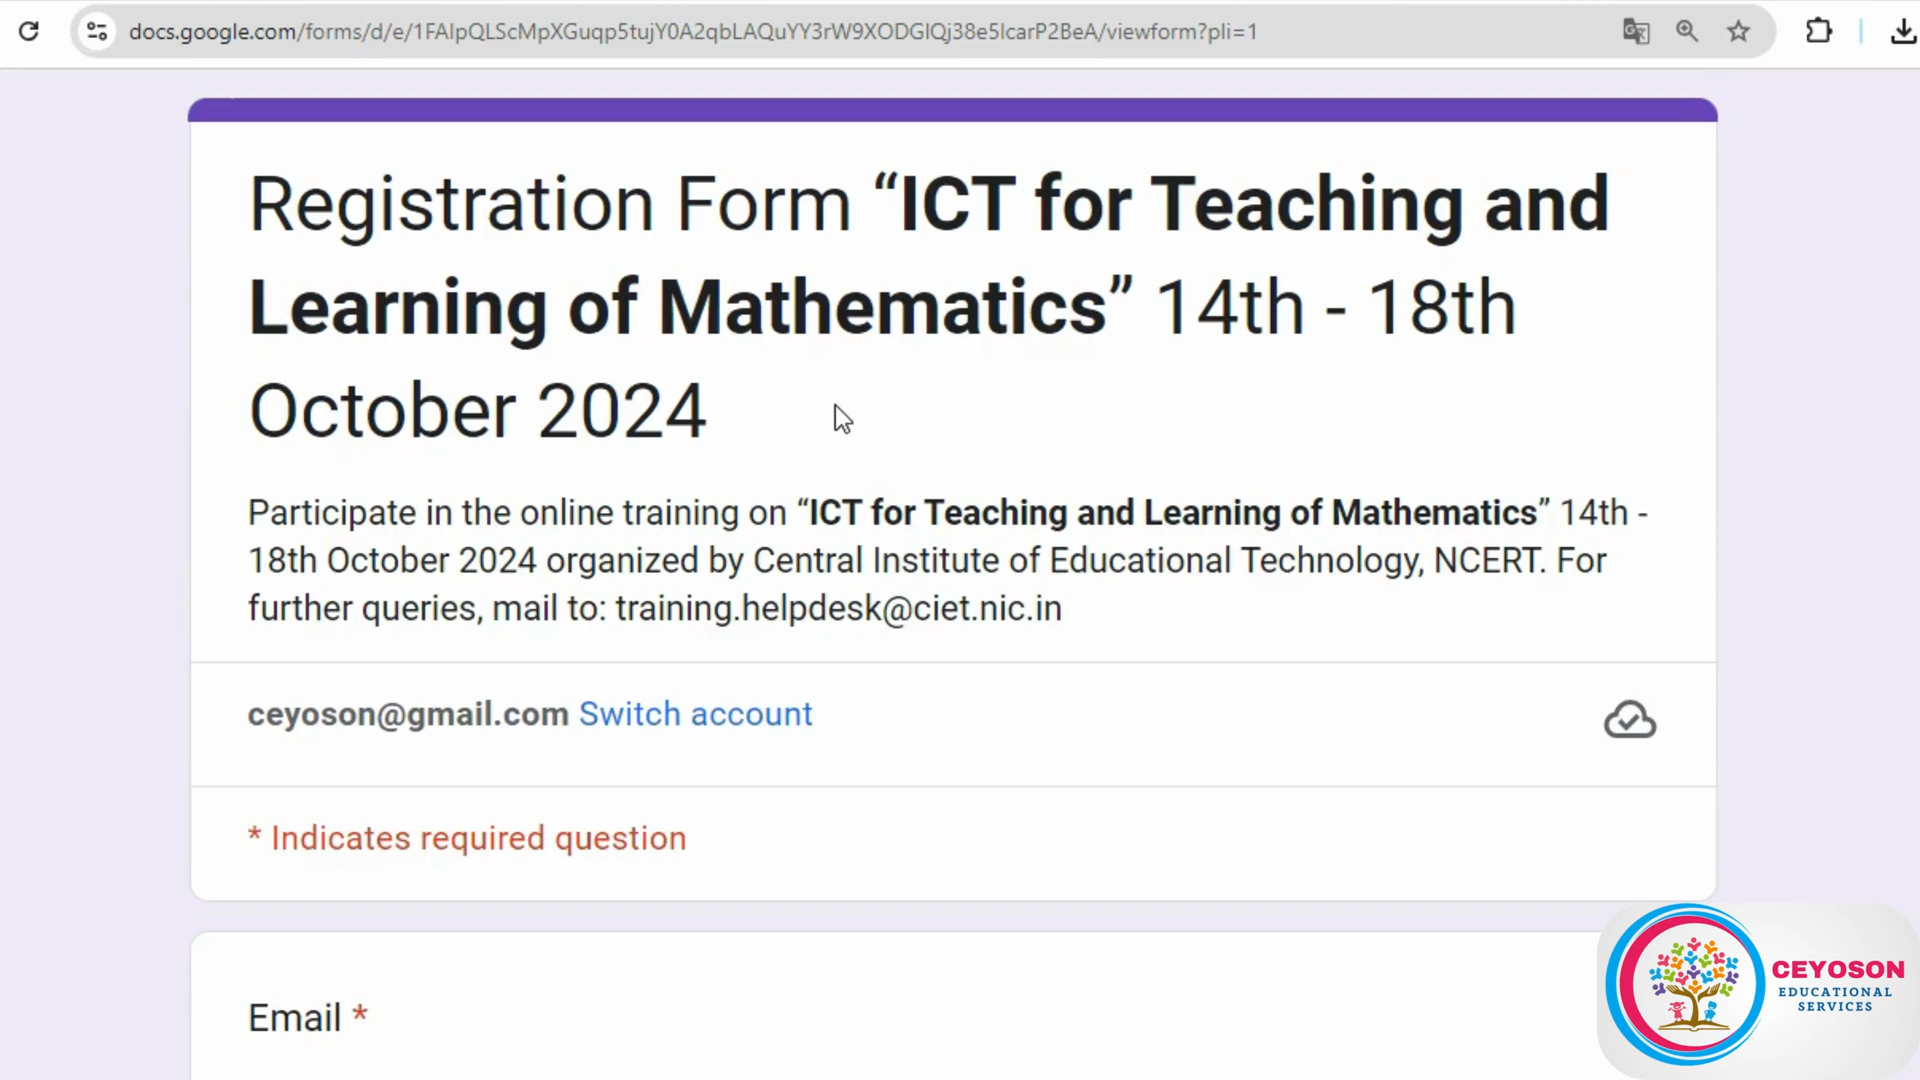 docs.google.com/forms/d/e/1FAIpQLScMpXGuqp5tujY0A2qbLAQuYY3rW9XODGlQj38e5IcarP2BeA/viewform?pli=1
Registration Form “ICT for Teaching and
Learning of Mathematics” 14th - 18th
October 2024
Participate in the online training on “ICT for Teaching and Learning of Mathematics” 14th -
18th October 2024 organized by Central Institute of Educational Technology, NCERT. For
further queries, mail to: training.helpdesk@ciet.nic.in
ceyoson@gmail.com Switch account
* Indicates required question
Email *
CEYOSON
EDUCATIONAL
SERVICES